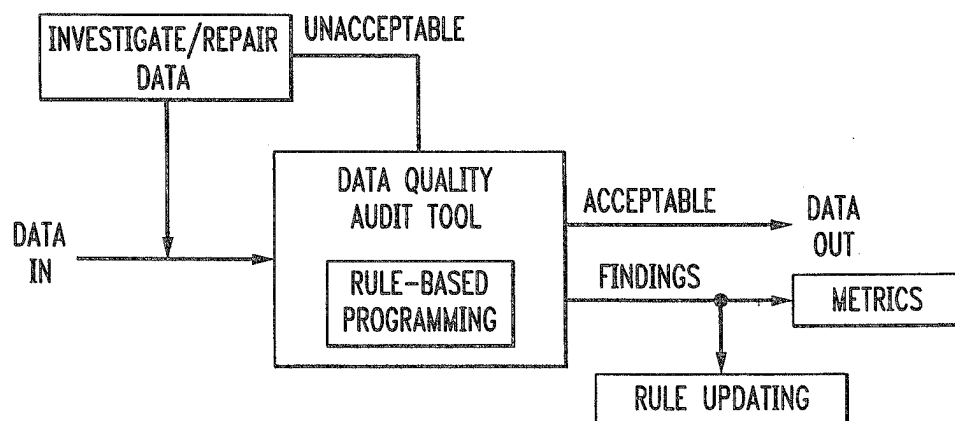 INVESTIGATE/REPAIR
DATA
UNACCEPTABLE
DATA QUALITY
AUDIT TOOL
ACCEPTABLE
DATA
OUT
DATA
IN
RULE-BASED
PROGRAMMING
FINDINGS
METRICS
RULE UPDATING